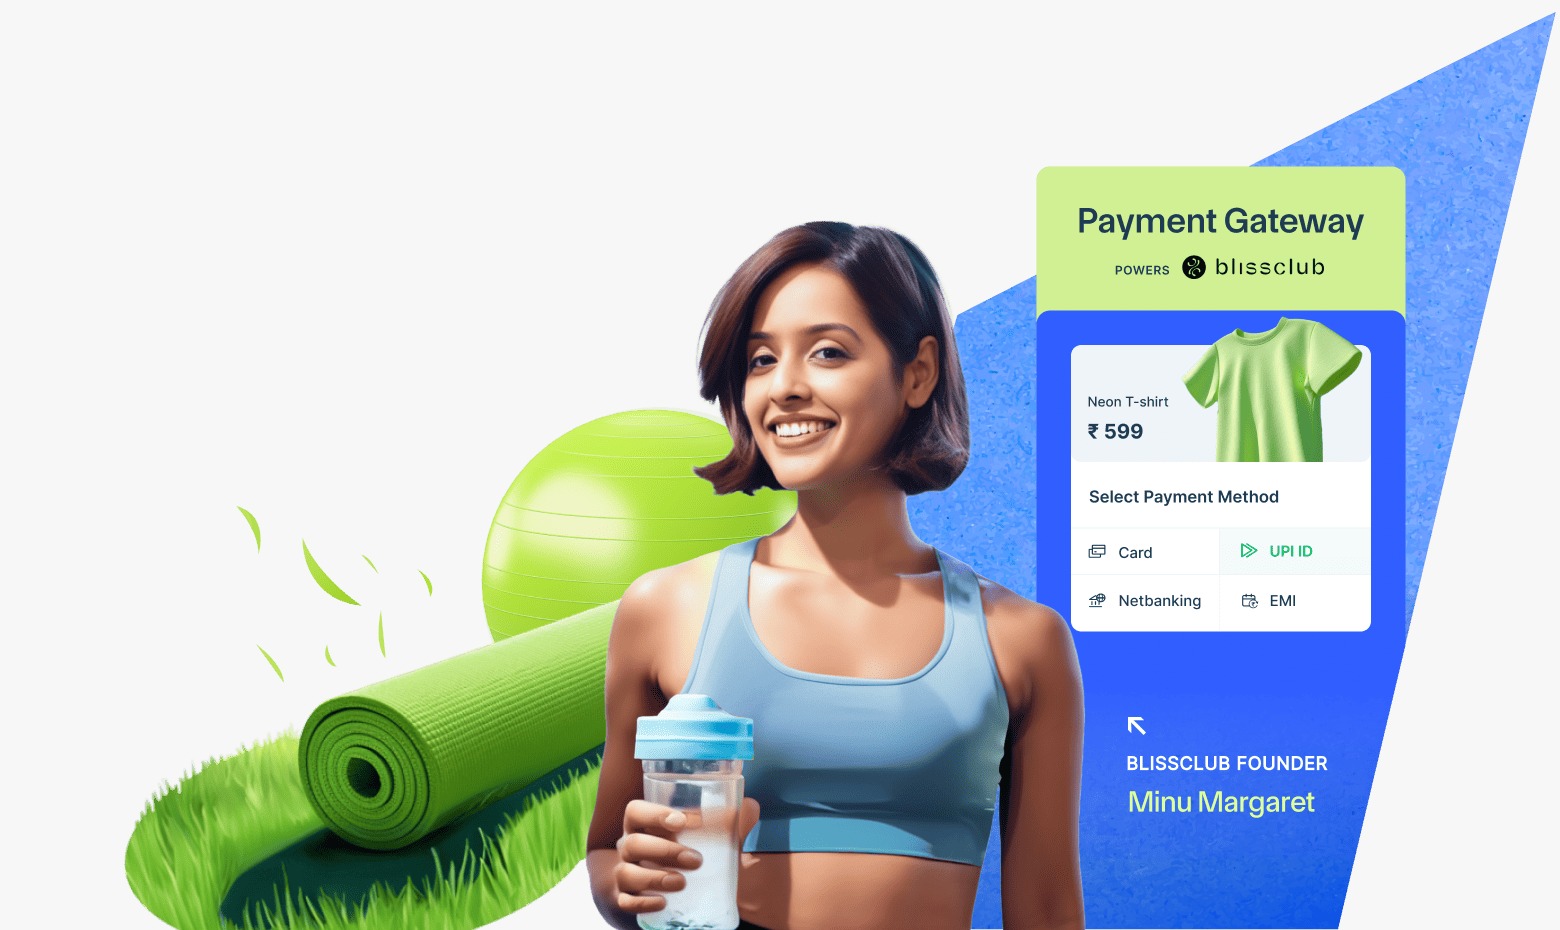 Payment Gateway
POWERS blissclub
Neon T-shirt
₹ 599
Select Payment Method
Card
UPI ID
Netbanking
EMI
BLISSCLUB FOUNDER
Minu Margaret